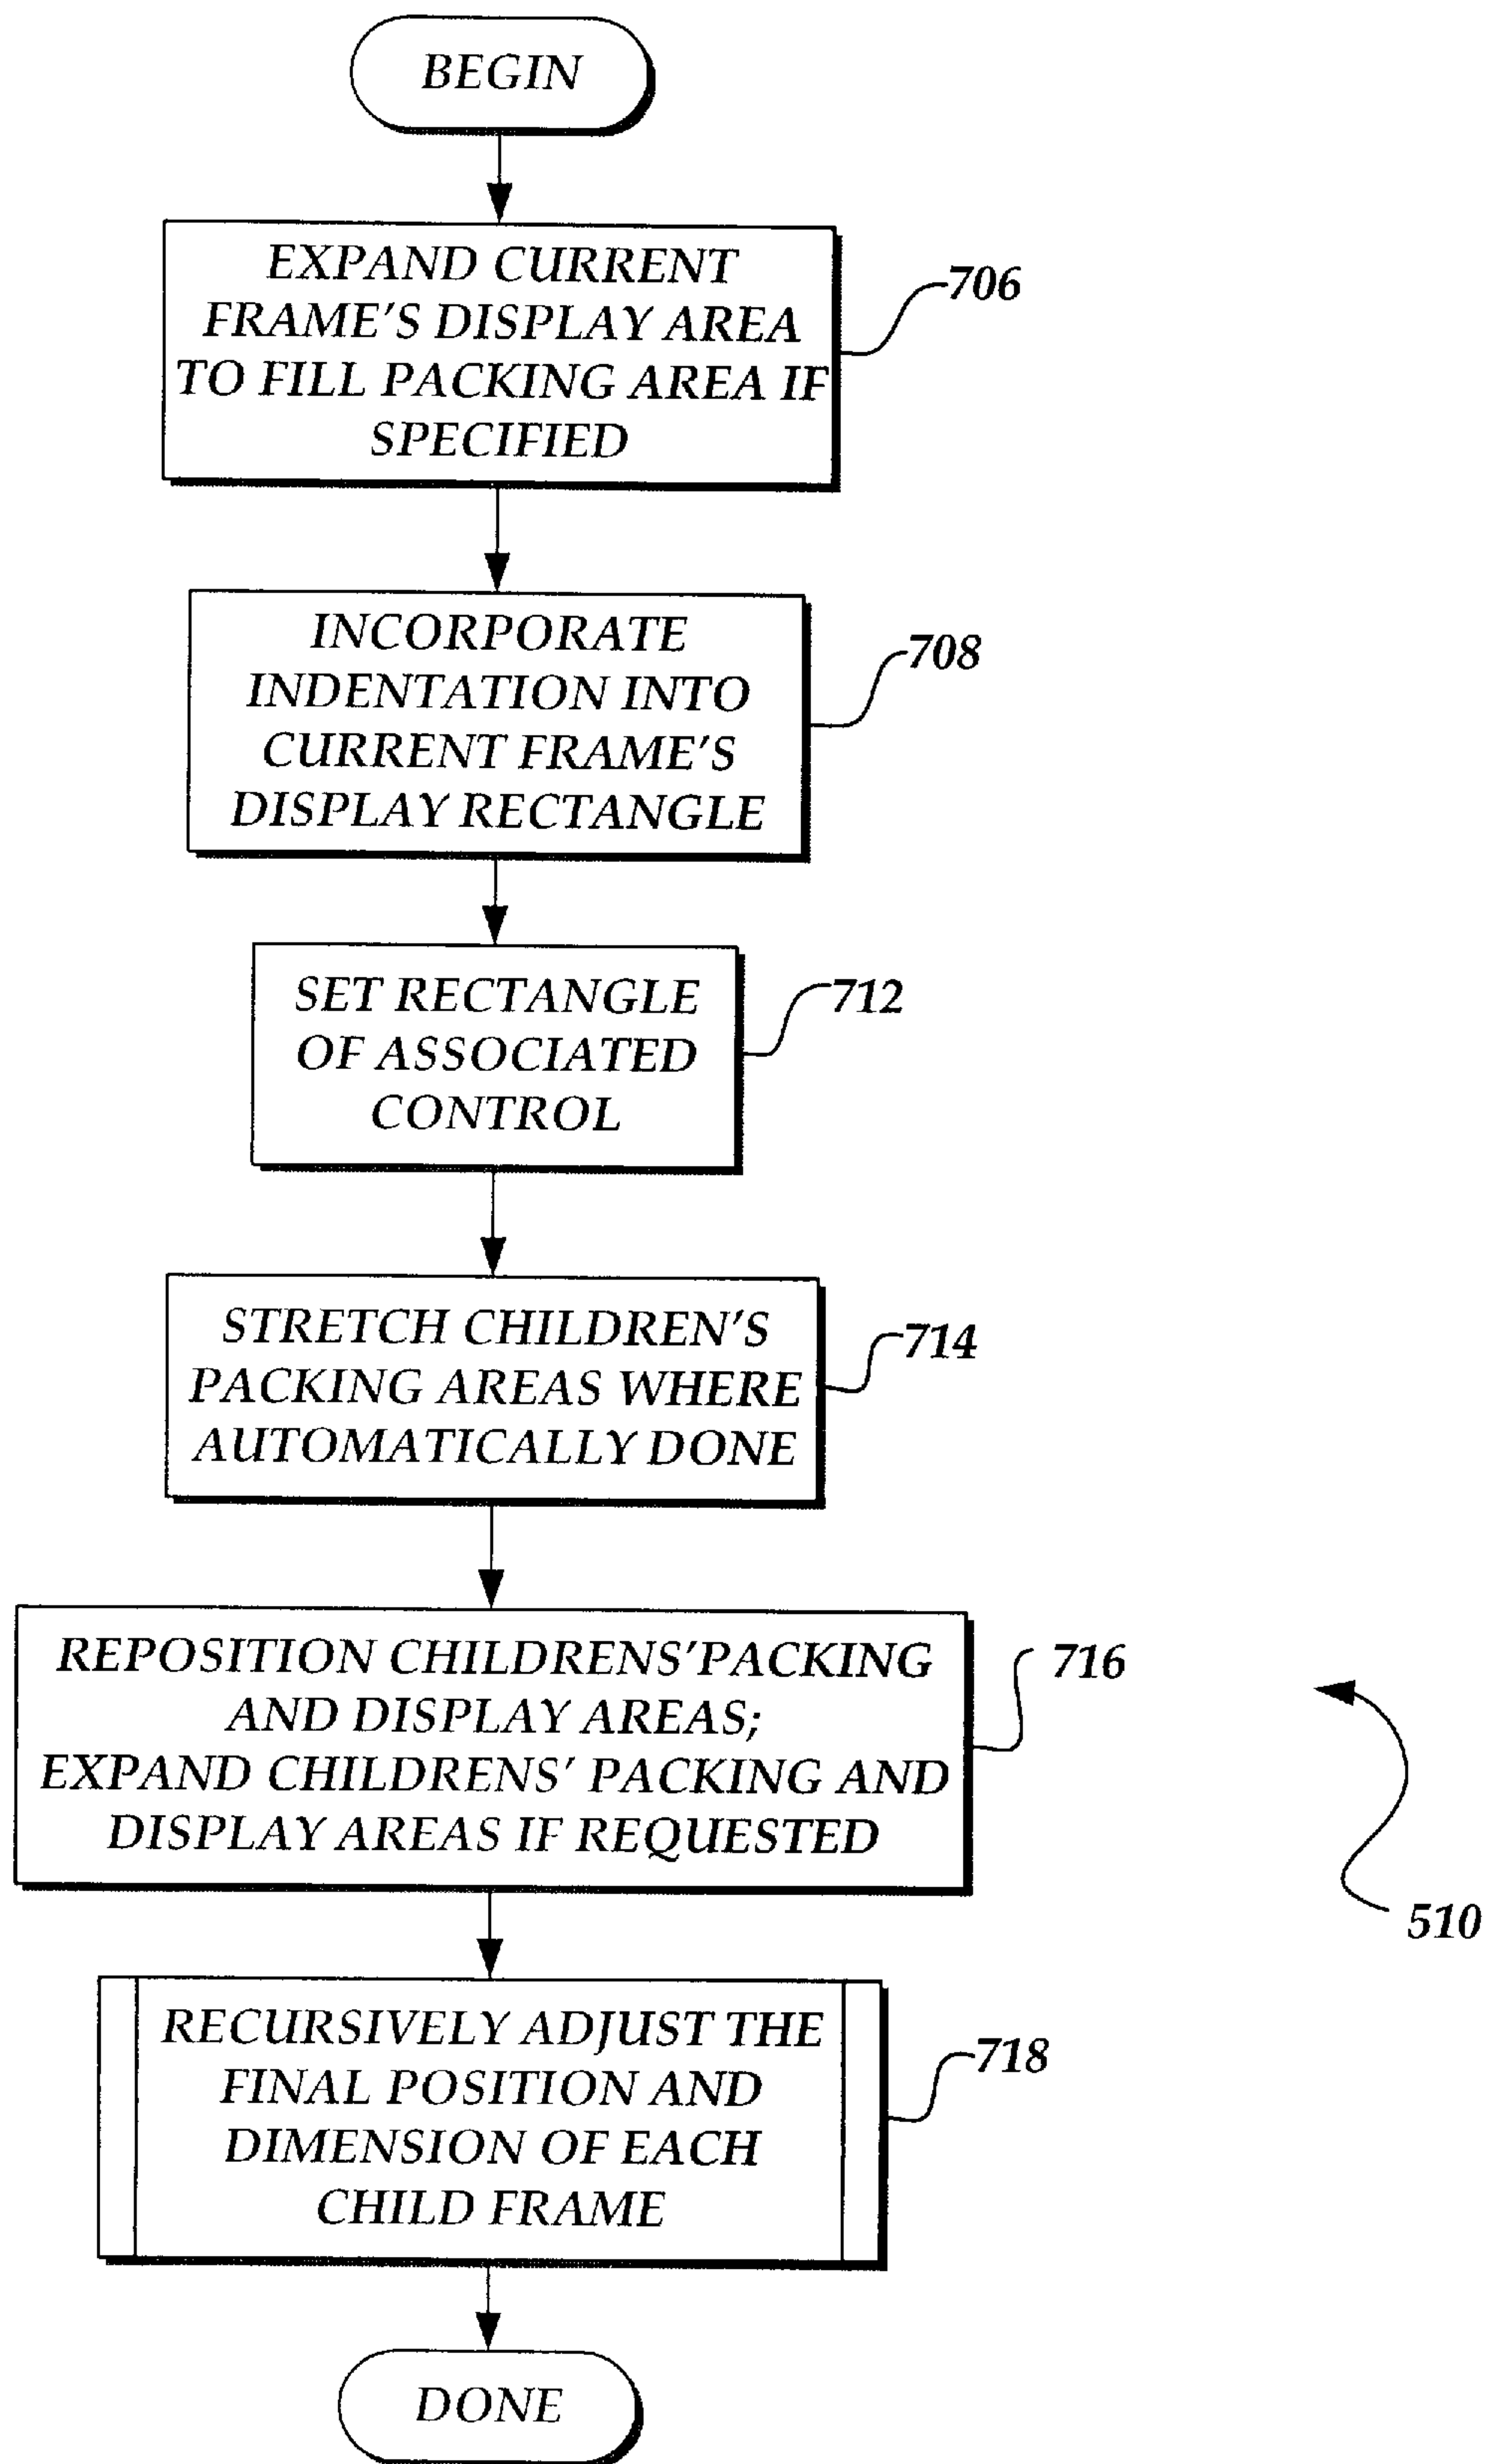 BEGIN
EXPAND CURRENT
FRAME'S DISPLAY AREA
TO FILL PACKING AREA IF
SPECIFIED
706
INCORPORATE
INDENTATION INTO
CURRENT FRAME'S
DISPLAY RECTANGLE
708
SET RECTANGLE
OF ASSOCIATED
CONTROL
712
STRETCH CHILDREN'S
PACKING AREAS WHERE
AUTOMATICALLY DONE
714
REPOSITION CHILDRENS'PACKING
AND DISPLAY AREAS;
EXPAND CHILDRENS' PACKING AND
DISPLAY AREAS IF REQUESTED
716
510
RECURSIVELY ADJUST THE
FINAL POSITION AND
DIMENSION OF EACH
CHILD FRAME
718
DONE